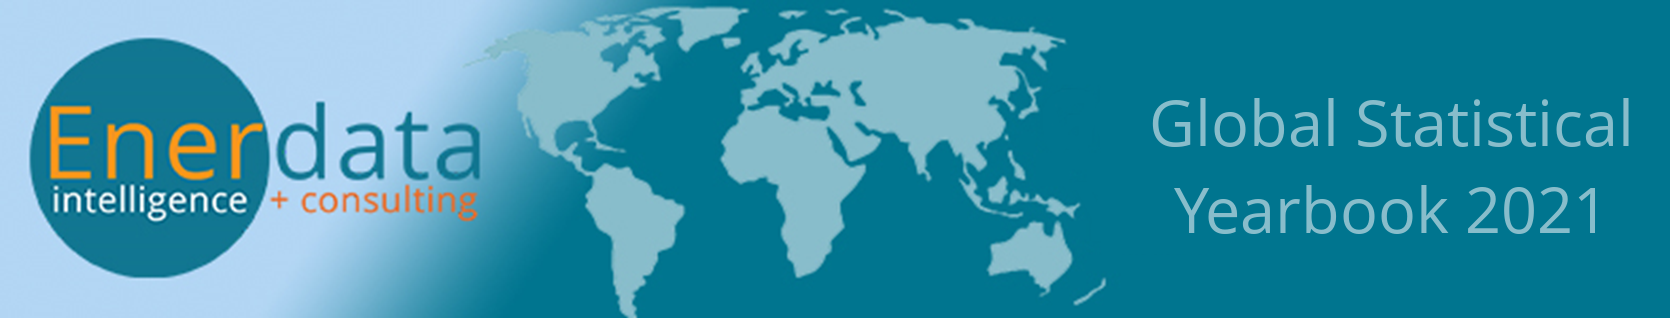 Enerdata
intelligence + consulting
Global Statistical
Yearbook 2021